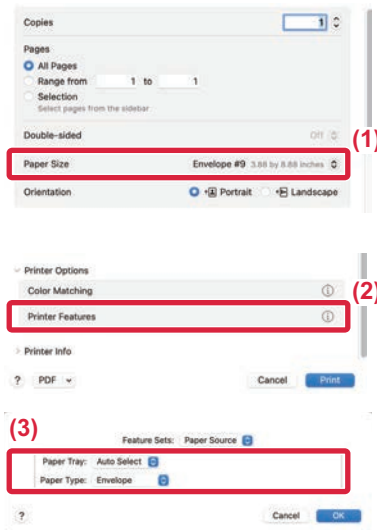 Copies 1
Pages
All Pages
Range from 1 to 1
Selection
Select pages from the sidebar
Double-sided Off
(1)
Paper Size Envelope #9 3.88 by 8.88 inches
Orientation Portrait Landscape
Printer Options
Color Matching
(2)
Printer Features
Printer Info
? PDF Cancel Print
(3)
Feature Sets: Paper Source
Paper Tray: Auto Select
Paper Type: Envelope
? Cancel OK